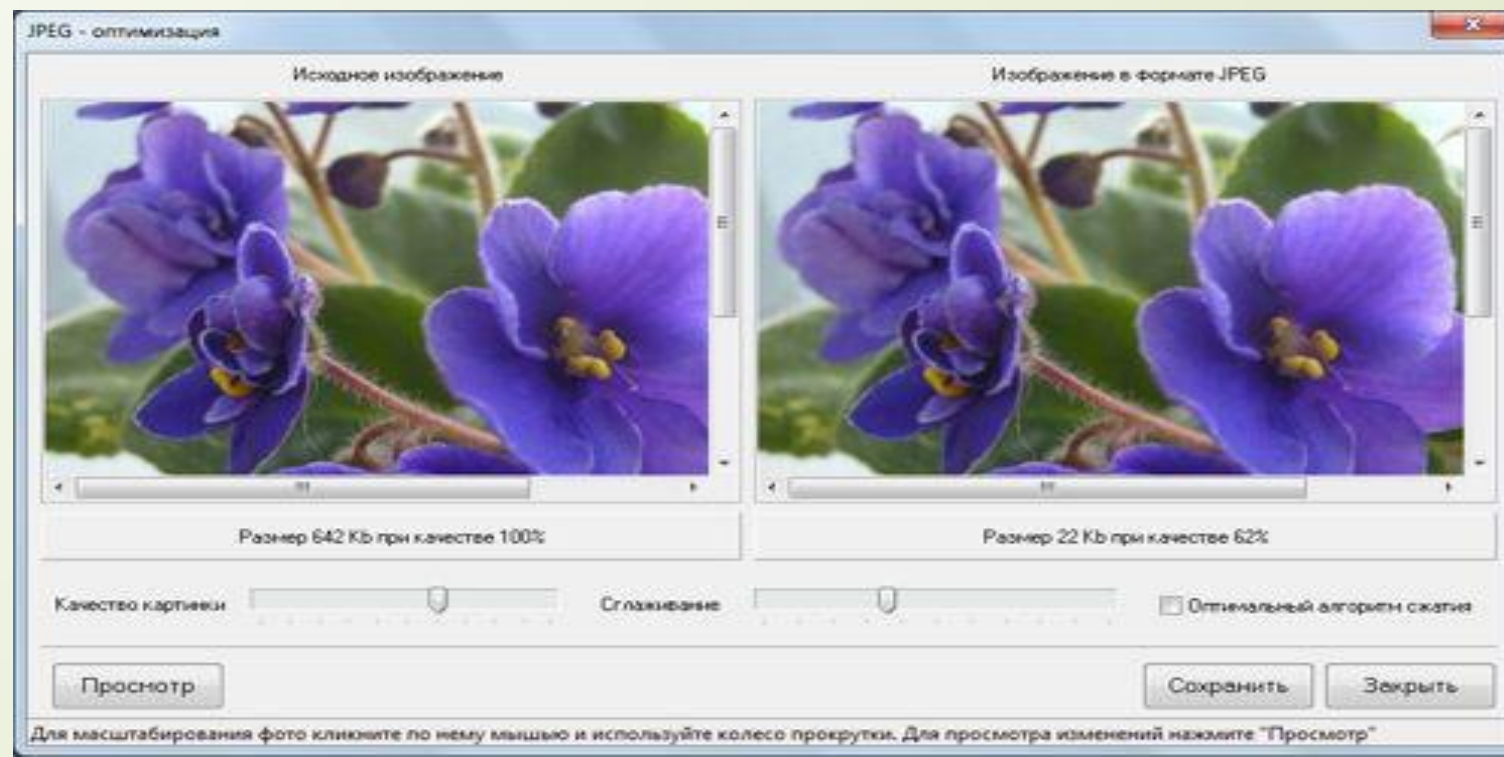 JPEG - оптимизация
Исходное изображение
Изображение в формате JPEG
Размер 642 Kb при качестве 100%
Размер 22 Kb при качестве 62%
Качество картинки
Сглаживание
Оптимальный алгоритм сжатия
Просмотр
Сохранить
Закрыть
Для масштабирования фото кликните по нему мышью и используйте колесо прокрутки. Для просмотра изменений нажмите "Просмотр"